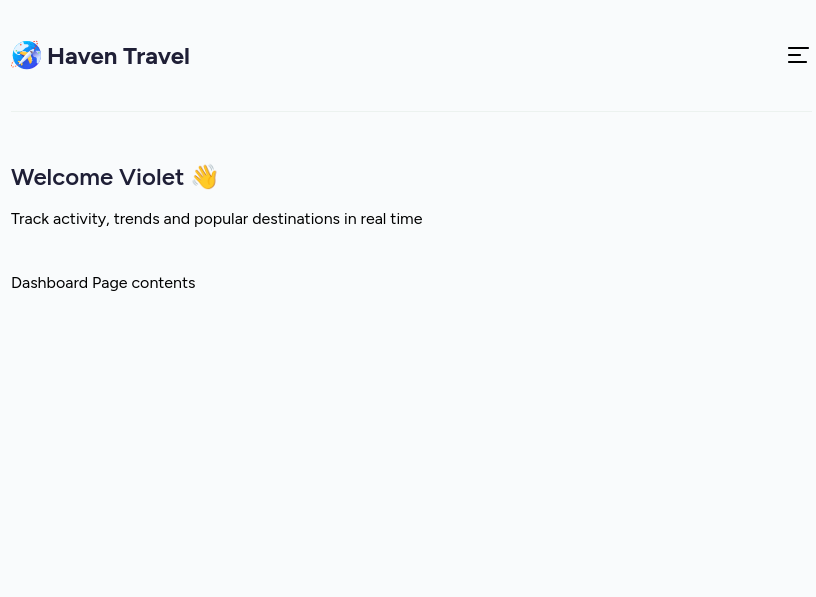 Haven Travel
Welcome Violet 👋
Track activity, trends and popular destinations in real time
Dashboard Page contents